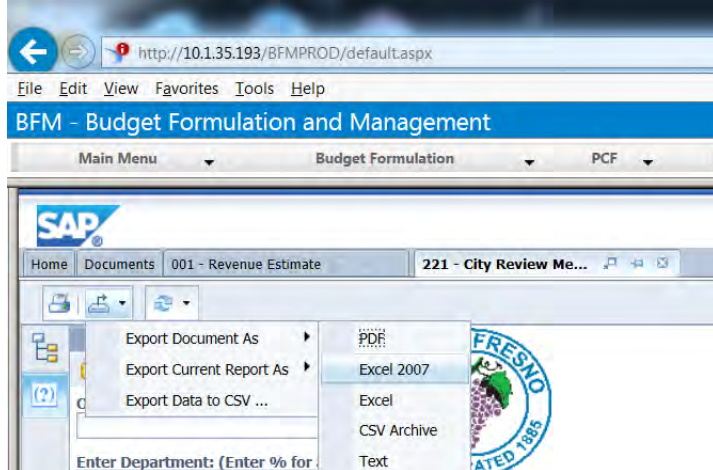 http://10.1.35.193/BFMPROD/default.aspx
File Edit View Favorites Tools Help
BFM - Budget Formulation and Management
Main Menu Budget Formulation PCF
SAP
Home Documents 001 - Revenue Estimate 221 - City Review Me...
Export Document As PDF
Export Current Report As Excel 2007
Export Data to CSV ... Excel
CSV Archive
Enter Department: (Enter % for Text
FRESNO
1885